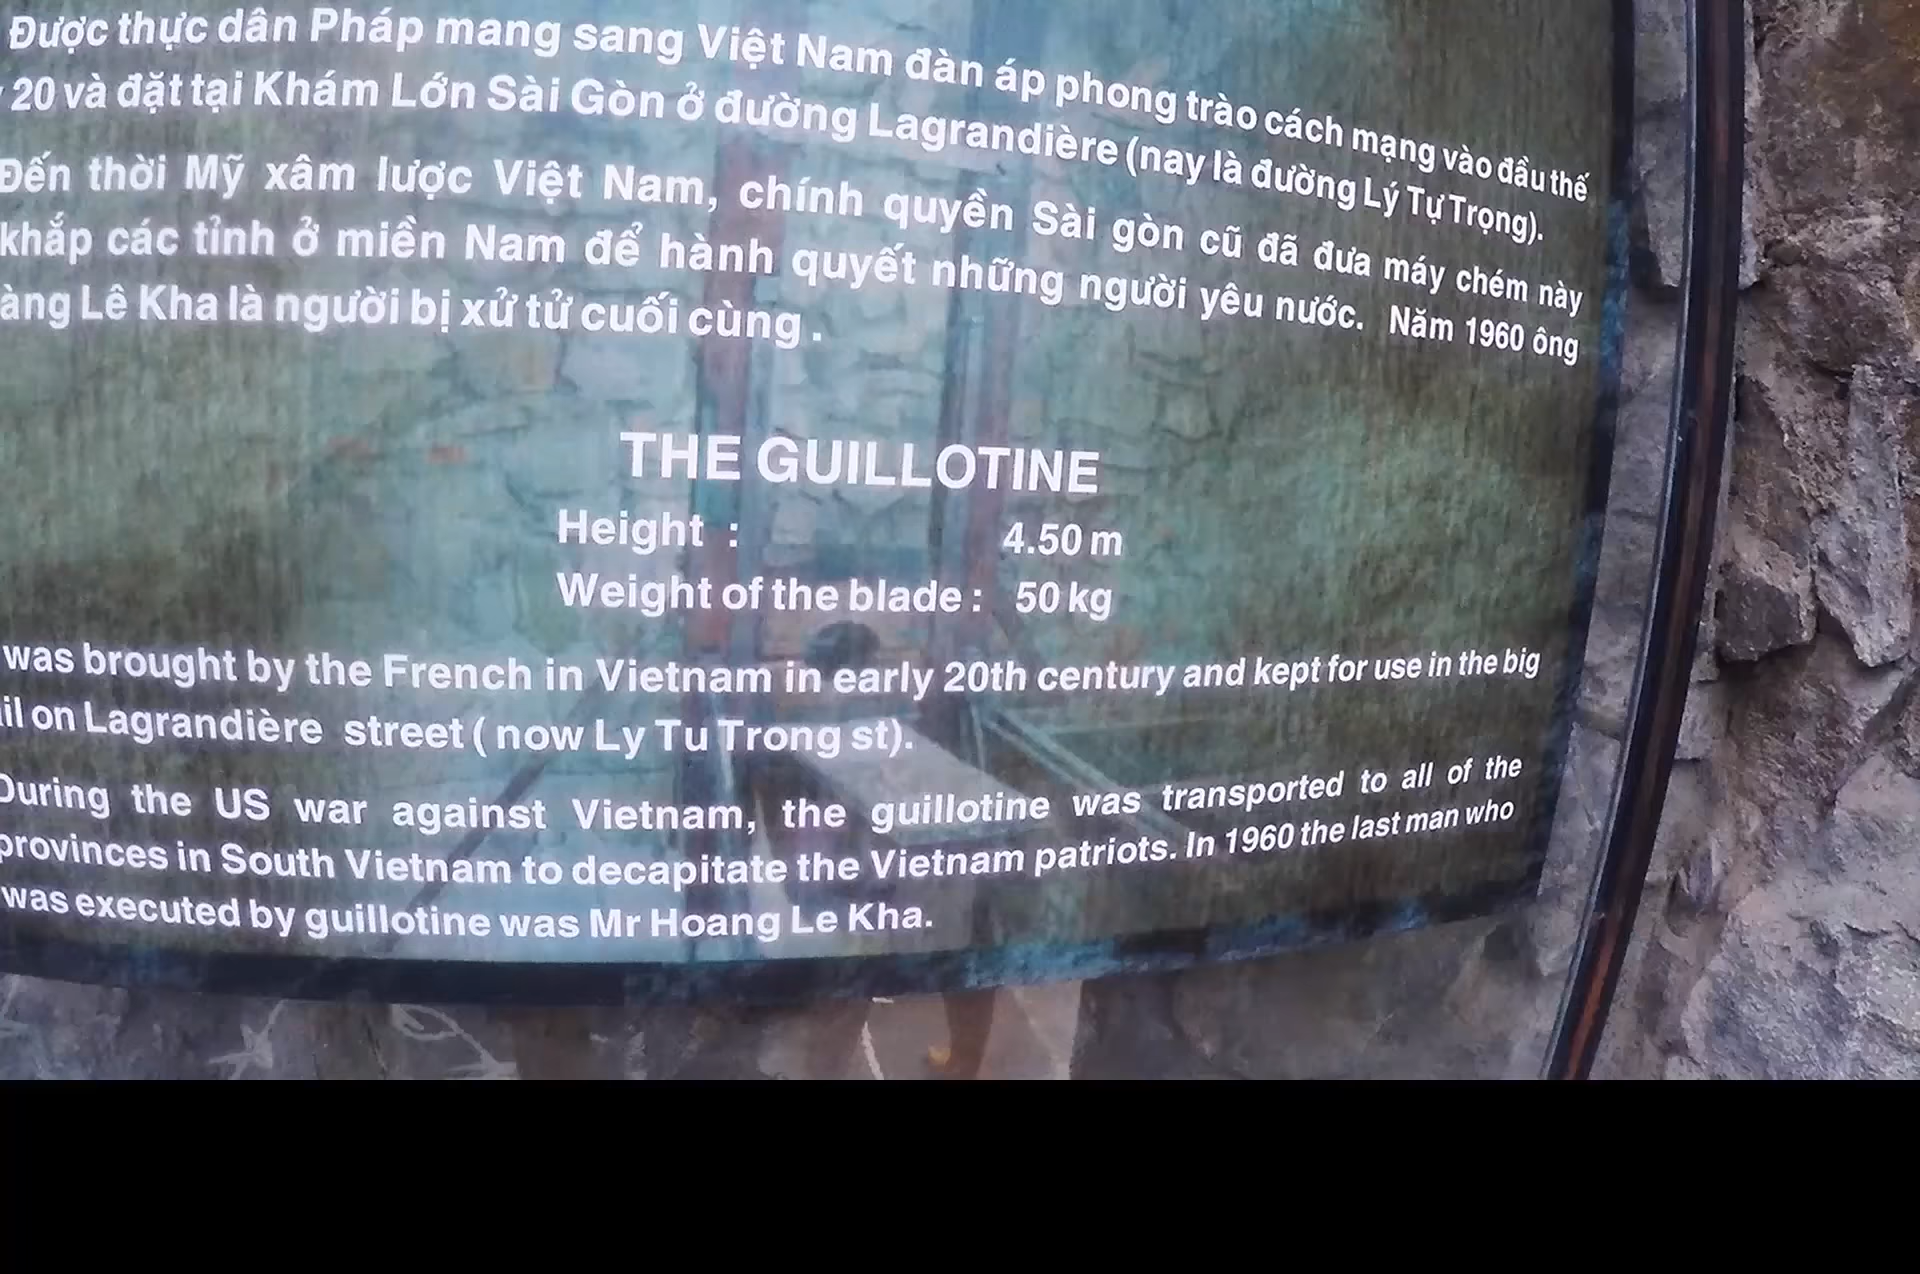 Được thực dân Pháp mang sang Việt Nam đàn áp phong trào cách mạng vào đầu thế
20 và đặt tại Khám Lớn Sài Gòn ở đường Lagrandière (nay là đường Lý Tự Trọng).
Đến thời Mỹ xâm lược Việt Nam, chính quyền Sài gòn cũ đã đưa máy chém này
khắp các tỉnh ở miền Nam để hành quyết những người yêu nước. Năm 1960 ông
àng Lê Kha là người bị xử tử cuối cùng .
THE GUILLOTINE
Height : 4.50 m
Weight of the blade : 50 kg
was brought by the French in Vietnam in early 20th century and kept for use in the big
il on Lagrandière street ( now Ly Tu Trong st).
During the US war against Vietnam, the guillotine was transported to all of the
provinces in South Vietnam to decapitate the Vietnam patriots. In 1960 the last man who
was executed by guillotine was Mr Hoang Le Kha.